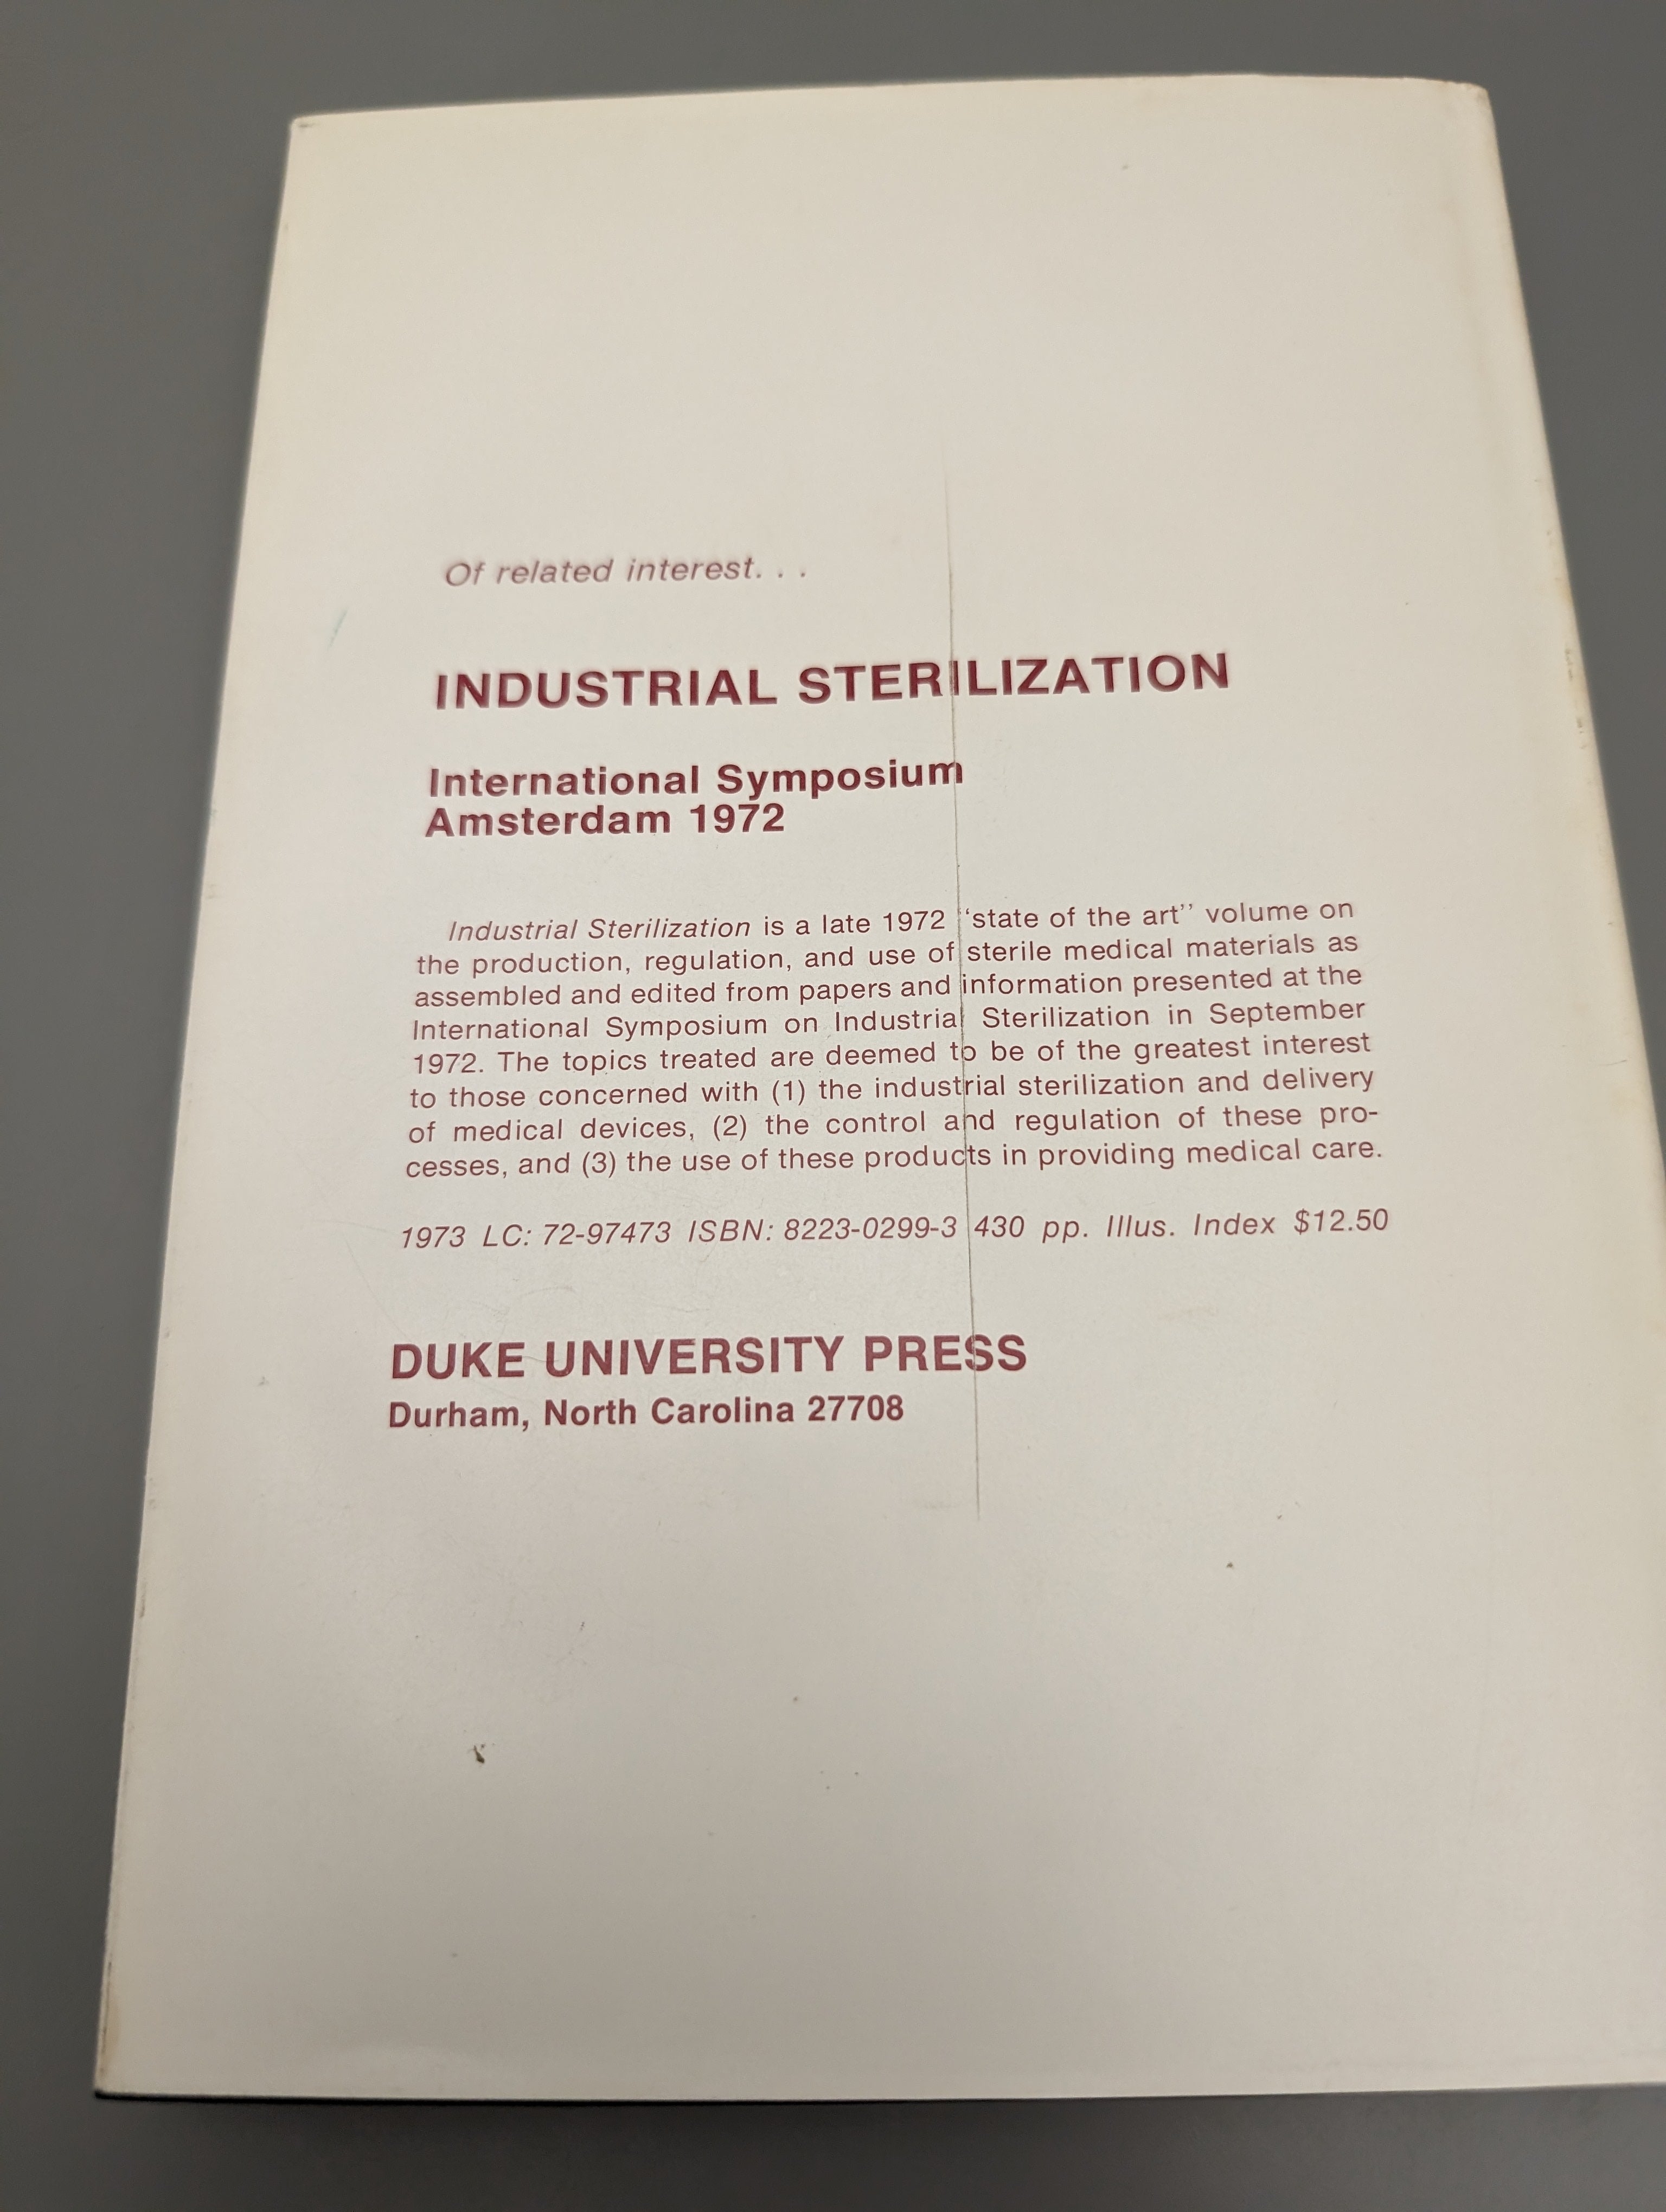 Of related interest. . .
INDUSTRIAL STERILIZATION
International Symposium
Amsterdam 1972
Industrial Sterilization is a late 1972 ‘‘state of the art’’ volume on
the production, regulation, and use of sterile medical materials as
assembled and edited from papers and information presented at the
International Symposium on Industrial Sterilization in September
1972. The topics treated are deemed to be of the greatest interest
to those concerned with (1) the industrial sterilization and delivery
of medical devices, (2) the control and regulation of these pro-
cesses, and (3) the use of these products in providing medical care.
1973 LC: 72-97473 ISBN: 8223-0299-3 430 pp. Illus. Index $12.50
DUKE UNIVERSITY PRESS
Durham, North Carolina 27708